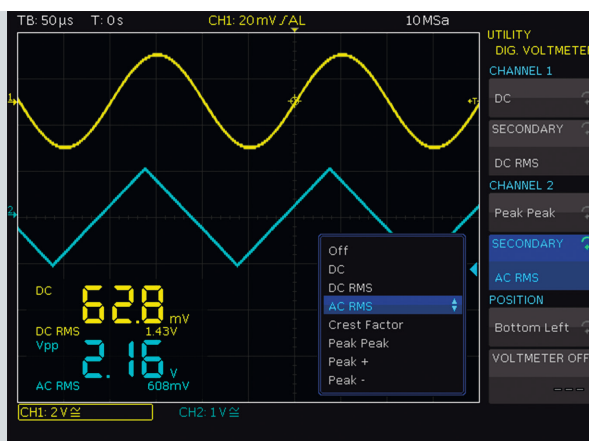 TB: 50µs T: 0s CH1: 20mV / AL 10MSa
UTILITY
DIG. VOLTMETER
CHANNEL 1
DC
SECONDARY
DC RMS
CHANNEL 2
Peak Peak
SECONDARY
AC RMS
POSITION
Bottom Left
VOLTMETER OFF
---
1
T
2
Off
DC
DC RMS
AC RMS
Crest Factor
Peak Peak
Peak +
Peak -
DC 62.8 mV
DC RMS 1.43V
Vpp 2.16 V
AC RMS 608mV
CH1: 2V≅ CH2: 1V≅